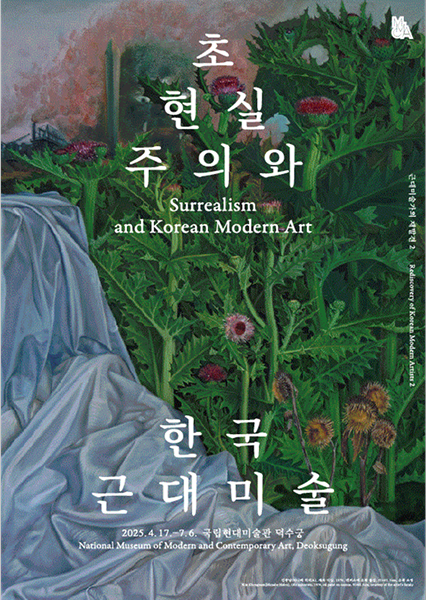 초
현실
주의와
Surrealism
and Korean Modern Art
근대미술가의 재발견 2
Rediscovery of Korean Modern Artists 2
한국
근대미술
2025.4.17.–7.6. 국립현대미술관 덕수궁
National Museum of Modern and Contemporary Art, Deoksugung